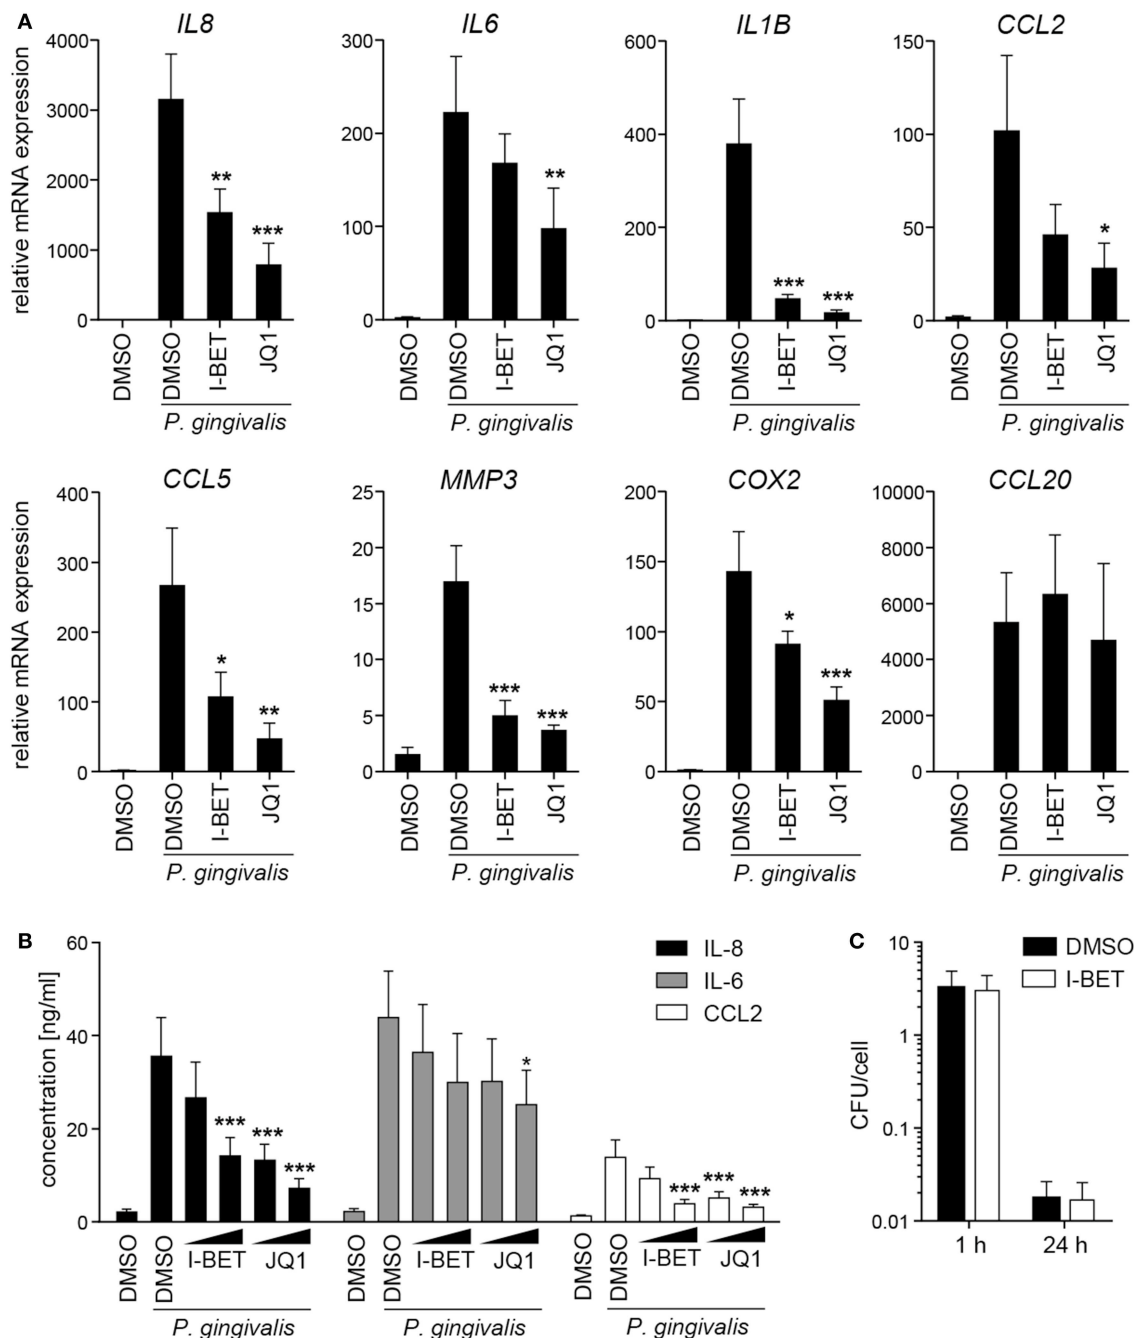 A
IL8 IL6 IL1B CCL2
relative mRNA expression
4000 300 600 150
3000 200 400 100
2000 100 200 50
1000 0 0 0
0
** *** ** *** *** *
DMSO DMSO I-BET JQ1 DMSO DMSO I-BET JQ1 DMSO DMSO I-BET JQ1 DMSO DMSO I-BET JQ1
P. gingivalis P. gingivalis P. gingivalis P. gingivalis
CCL5 MMP3 COX2 CCL20
relative mRNA expression
400 25 200 10000
300 20 150 8000
200 15 100 6000
100 10 50 4000
0 5 0 2000
0 0
* ** *** *** * ***
DMSO DMSO I-BET JQ1 DMSO DMSO I-BET JQ1 DMSO DMSO I-BET JQ1 DMSO DMSO I-BET JQ1
P. gingivalis P. gingivalis P. gingivalis P. gingivalis
B
concentration [ng/ml]
60
40
20
0
IL-8
IL-6
CCL2
*** *** *** * *** *** ***
DMSO DMSO I-BET JQ1 DMSO DMSO I-BET JQ1 DMSO DMSO I-BET JQ1
P. gingivalis P. gingivalis P. gingivalis
C
CFU/cell
10
1
0.1
0.01
DMSO
I-BET
1 h 24 h